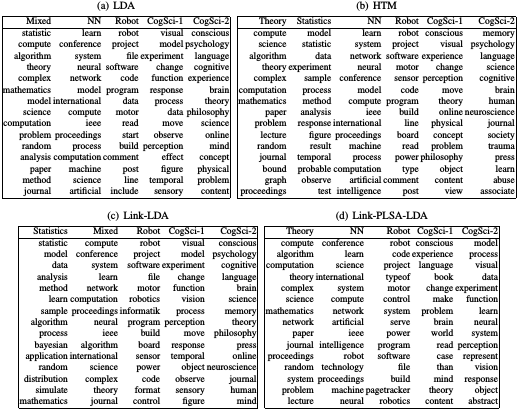 (a) LDA
Mixed NN Robot CogSci-1 CogSci-2
statistic learn robot visual conscious
compute conference project model psychology
algorithm system file experiment language
theory neural software change cognitive
complex network code function experience
mathematics model program response brain
model international data process theory
science compute motor data philosophy
computation ieee read move science
problem proceedings start observe online
random process build perception mind
analysis computation comment effect concept
paper machine post figure physical
method science line temporal problem
journal artificial include sensory content
(b) HTM
Theory Statistics NN Robot CogSci-1 CogSci-2
compute model learn robot conscious memory
science statistic system project visual psychology
algorithm data network software experience language
theory experiment neural motor change science
complex sample conference sensor perception cognitive
computation process model code move brain
mathematics method compute program theory human
paper analysis ieee build online neuroscience
problem response international line physical journal
lecture figure proceedings board concept society
random result machine read problem trauma
journal temporal process power philosophy press
bound probable computation type object learn
graph observe artificial comment content abuse
proceedings test intelligence post view associate
(c) Link-LDA
Statistics Mixed Robot CogSci-1 CogSci-2
statistic compute robot visual conscious
model conference project model psychology
data system software experiment cognitive
analysis learn file change language
method network motor function brain
learn computation robotics vision science
sample proceedings informatik process memory
algorithm neural program perception theory
process ieee build move philosophy
bayesian algorithm board response press
application international sensor temporal online
random science power object neuroscience
distribution complex code observe journal
simulate theory format sensory human
mathematics journal control figure mind
(d) Link-PLSA-LDA
Theory NN Robot CogSci-1 CogSci-2
compute conference robot conscious model
algorithm learn code experience process
computation science project language visual
theory international typeof book data
complex system motor change experiment
science compute control make function
mathematics network system problem learn
network artificial serve brain neural
paper ieee power world system
journal intelligence program read perception
proceedings robot software case represent
random technology file than vision
system proceedings build mind response
problem machine pagetracker theory object
lecture neural robotics content abstract